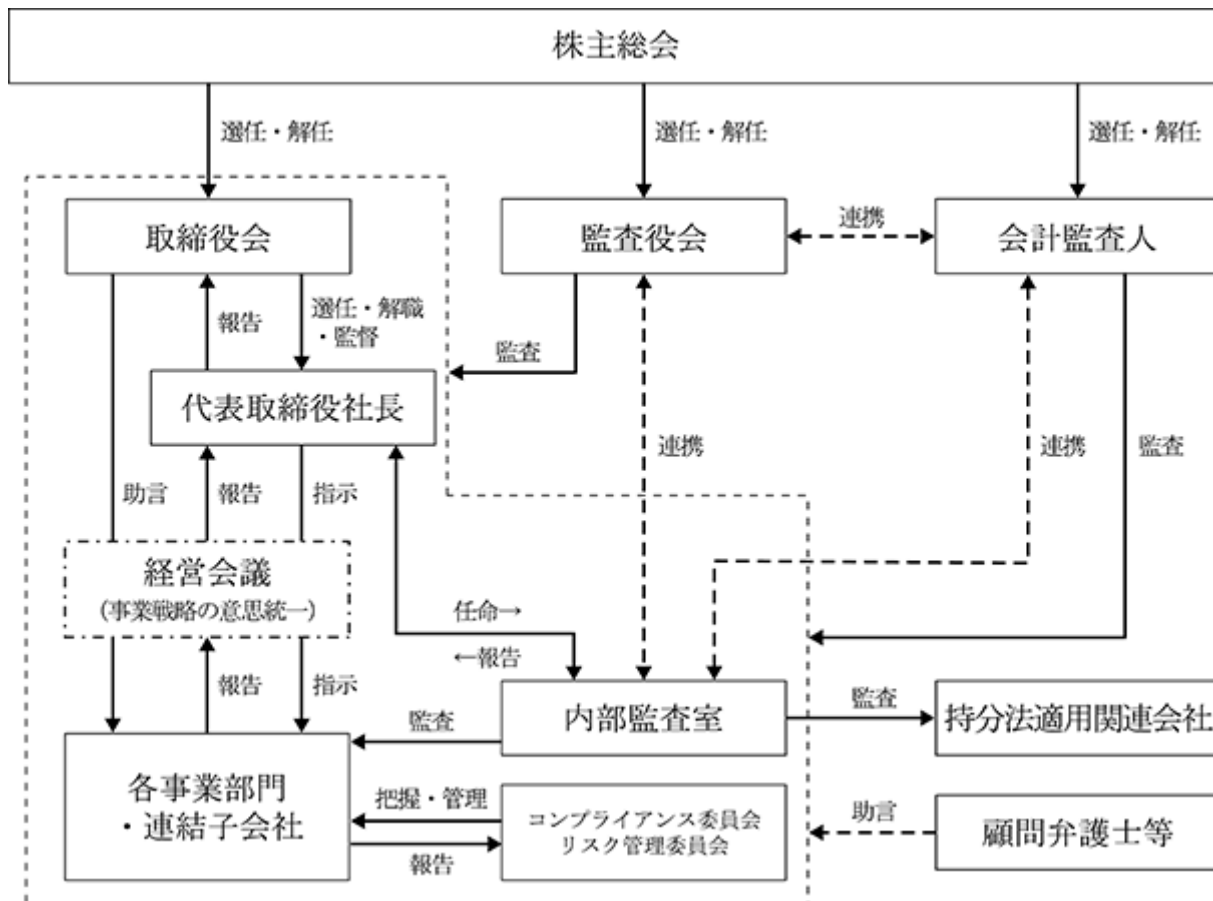 株主総会
選任・解任
選任・解任
選任・解任
取締役会
監査役会
連携
会計監査人
報告
選任・解職
・監督
監査
代表取締役社長
連携
連携
監査
助言
報告
指示
経営会議
(事業戦略の意思統一)
任命→
←報告
報告
指示
内部監査室
監査
持分法適用関連会社
監査
各事業部門
・連結子会社
把握・管理
報告
コンプライアンス委員会
リスク管理委員会
助言
顧問弁護士等